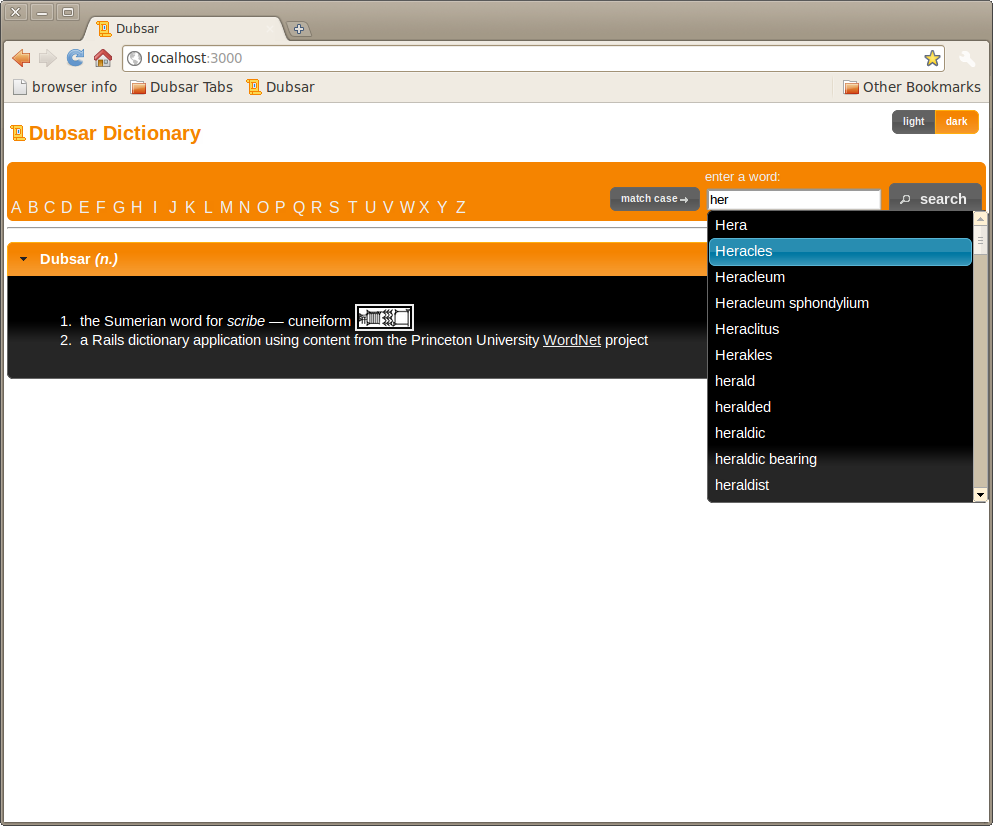 Dubsar
localhost:3000
browser info Dubsar Tabs Dubsar Other Bookmarks
Dubsar Dictionary
light dark
enter a word:
A B C D E F G H I J K L M N O P Q R S T U V W X Y Z
match case→ her search
Dubsar (n.)
1. the Sumerian word for scribe — cuneiform
2. a Rails dictionary application using content from the Princeton University WordNet project
Hera
Heracles
Heracleum
Heracleum sphondylium
Heraclitus
Herakles
herald
heralded
heraldic
heraldic bearing
heraldist